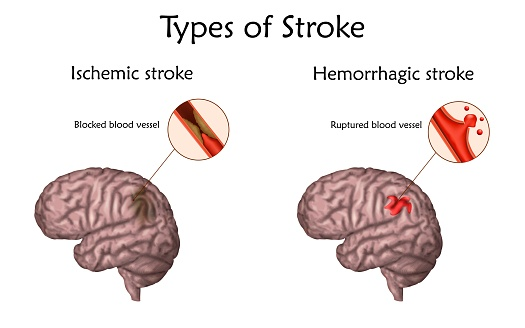 Types of Stroke
Ischemic stroke
Hemorrhagic stroke
Blocked blood vessel
Ruptured blood vessel